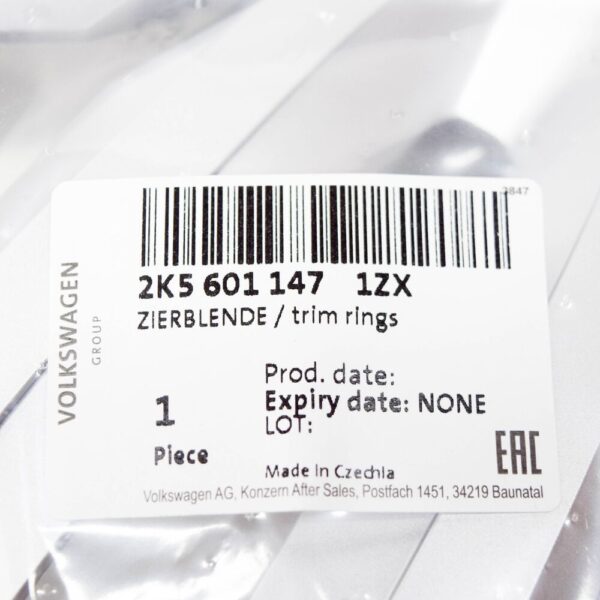 3847
2K5 601 147 1ZX
ZIERBLENDE / trim rings
VOLKSWAGEN
GROUP
Prod. date:
1
Expiry date: NONE
LOT:
Piece
EAC
Made In Czechia
Volkswagen AG, Konzern After Sales, Postfach 1451, 34219 Baunatal